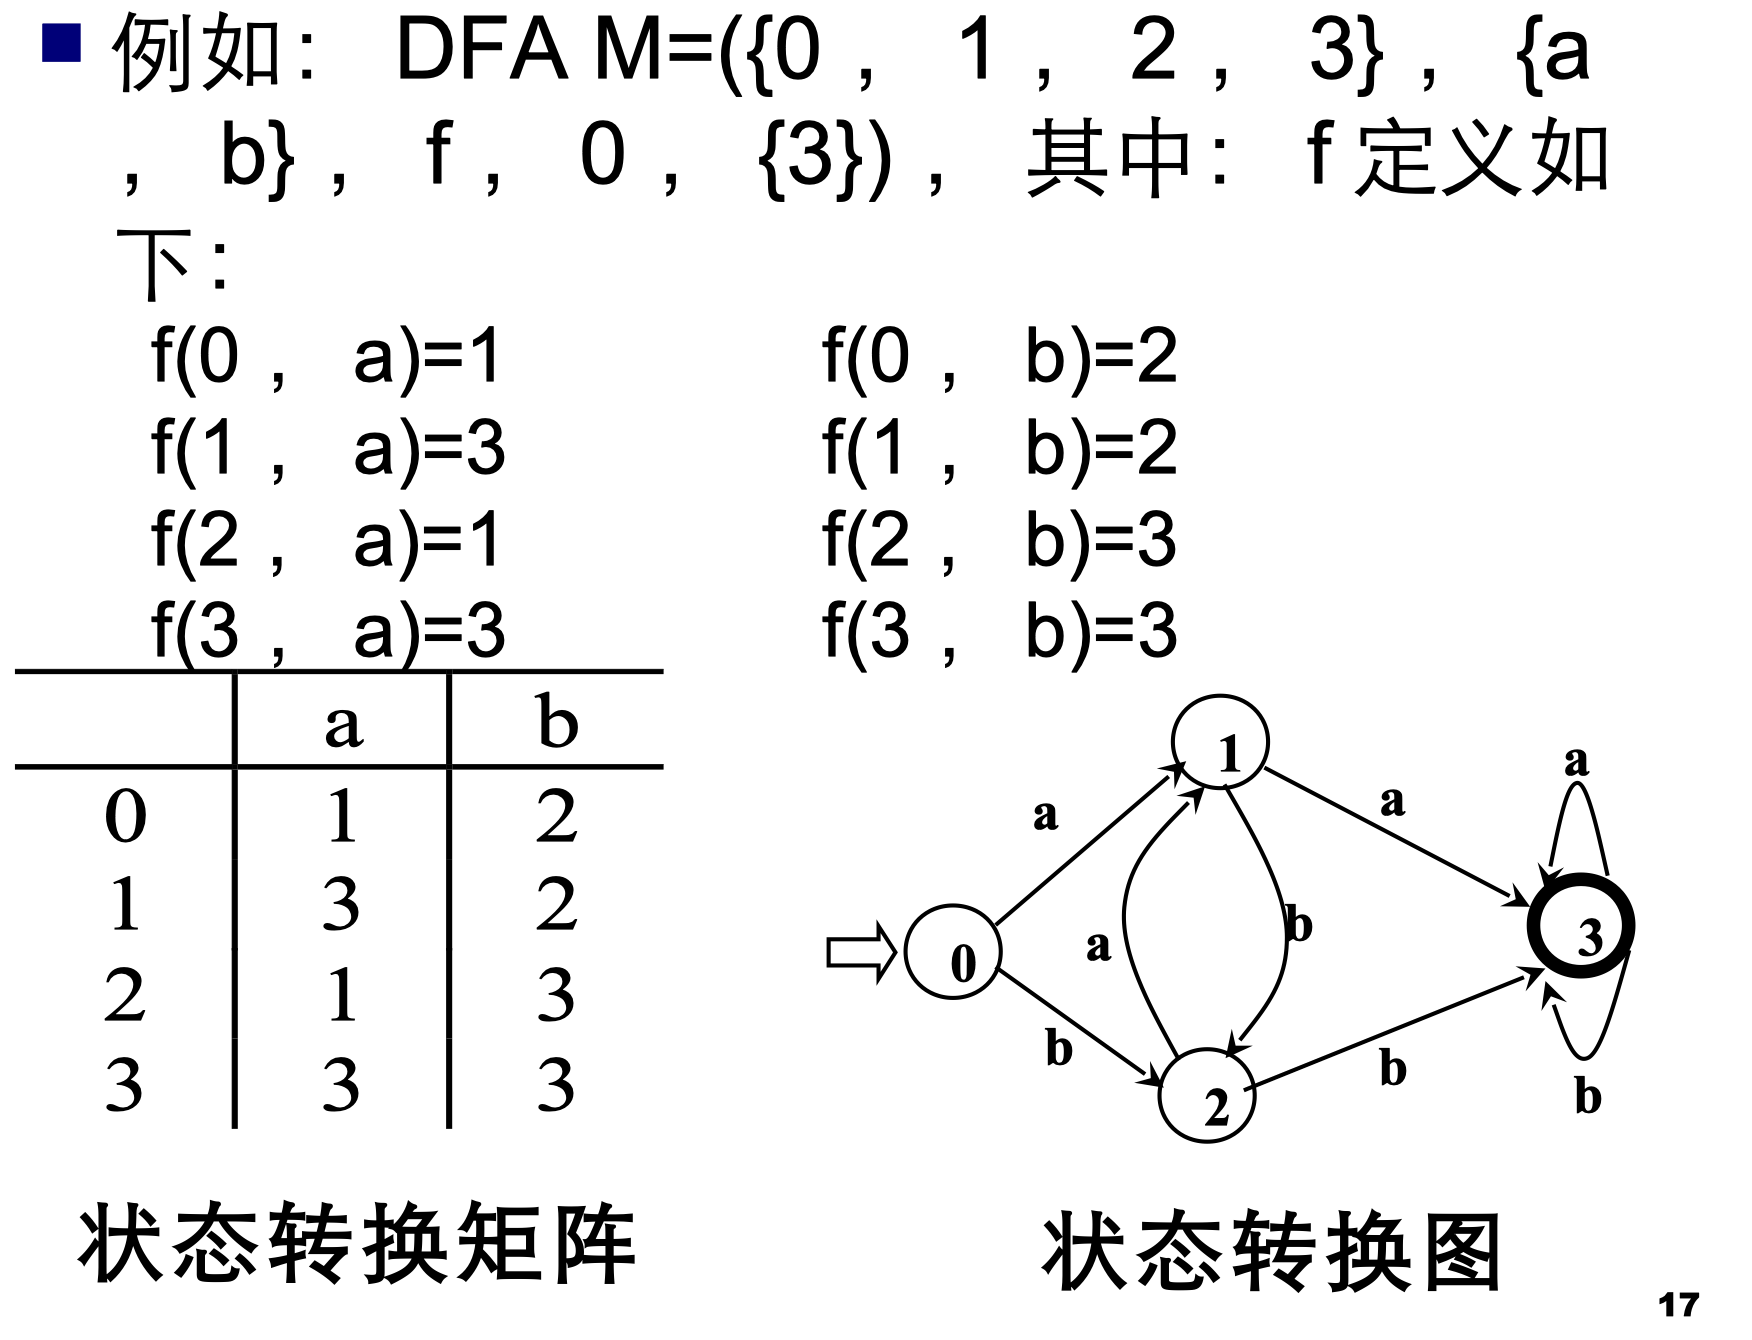 例如： DFA M=({0 ， 1 ， 2 ， 3} ， {a
， b} ， f ， 0 ， {3}) ， 其中： f 定义如
下：
f(0 ， a)=1 f(0 ， b)=2
f(1 ， a)=3 f(1 ， b)=2
f(2 ， a)=1 f(2 ， b)=3
f(3 ， a)=3 f(3 ， b)=3
a b
0 1 2
1 3 2
2 1 3
3 3 3
状态转换矩阵
1
a
a
a
3
b
a
0
b
b
2
b
状态转换图
17